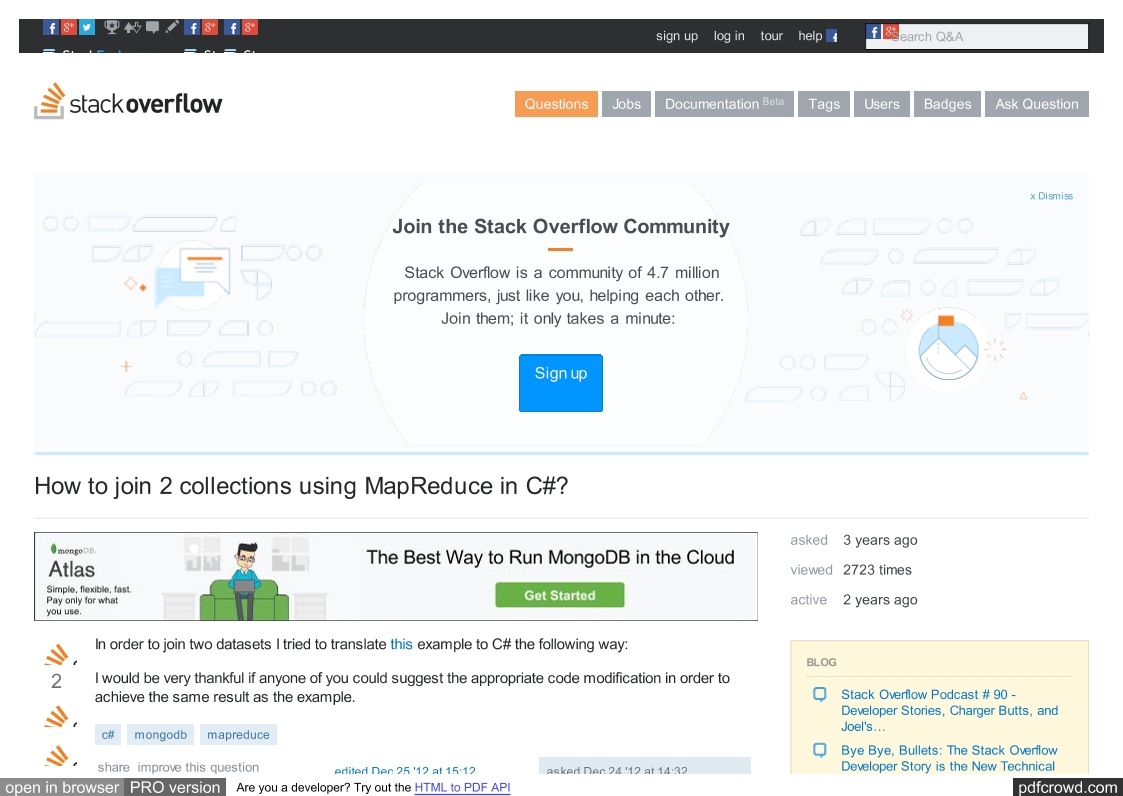 sign up log in tour help
Search Q&A
stackoverflow
Questions Jobs Documentation Beta Tags Users Badges Ask Question
x Dismiss
Join the Stack Overflow Community
Stack Overflow is a community of 4.7 million
programmers, just like you, helping each other.
Join them; it only takes a minute:
Sign up
How to join 2 collections using MapReduce in C#?
mongoDB.
Atlas
Simple, flexible, fast.
Pay only for what
you use.
The Best Way to Run MongoDB in the Cloud
Get Started
asked 3 years ago
viewed 2723 times
active 2 years ago
In order to join two datasets I tried to translate this example to C# the following way:
2
I would be very thankful if anyone of you could suggest the appropriate code modification in order to
achieve the same result as the example.
c# mongodb mapreduce
share improve this question
edited Dec 25 '12 at 15:12
asked Dec 24 '12 at 14:32
BLOG
Stack Overflow Podcast # 90 -
Developer Stories, Charger Butts, and
Joel's…
Bye Bye, Bullets: The Stack Overflow
Developer Story is the New Technical
open in browser PRO version Are you a developer? Try out the HTML to PDF API
pdfcrowd.com